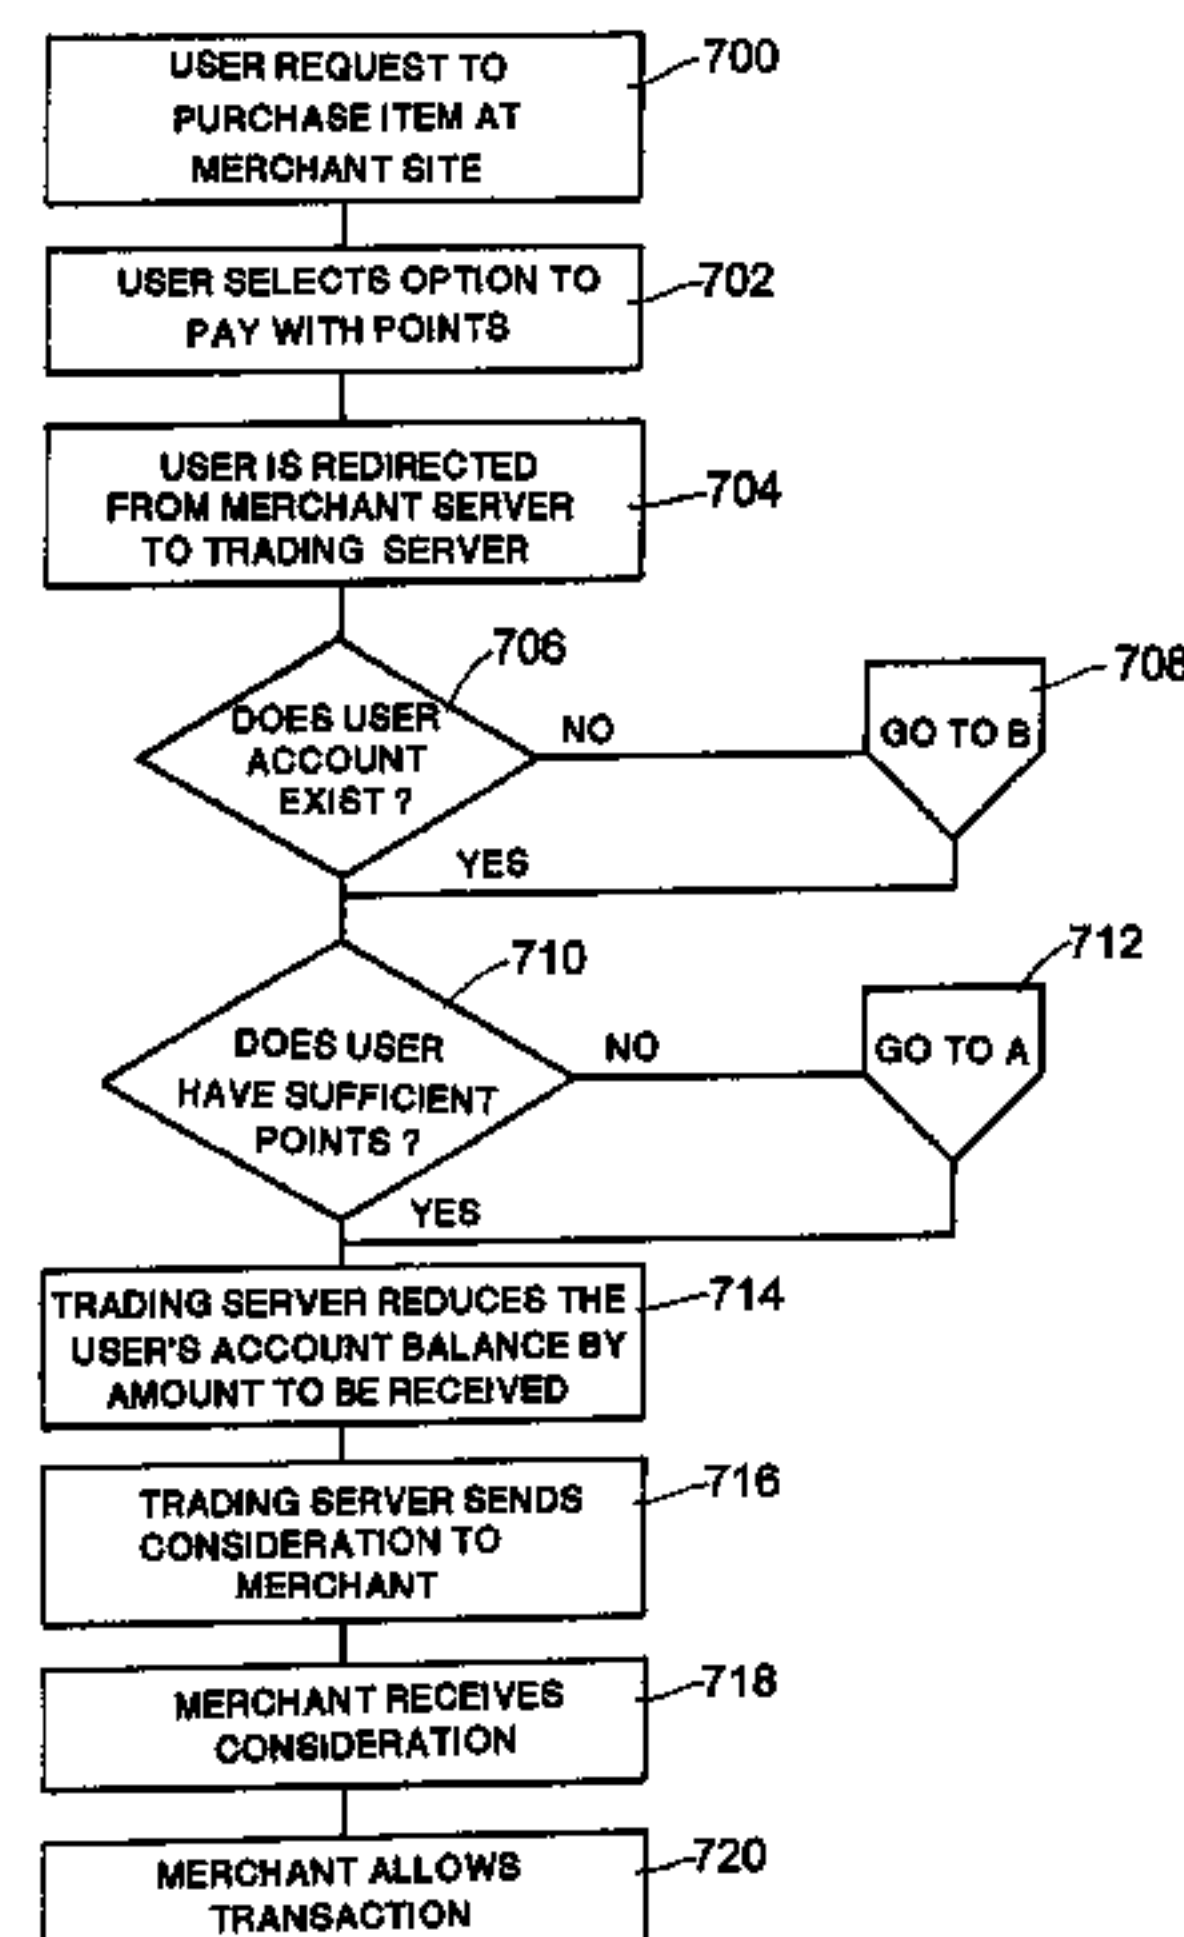 USER REQUEST TO
PURCHASE ITEM AT
MERCHANT SITE
700
USER SELECTS OPTION TO
PAY WITH POINTS
702
USER IS REDIRECTED
FROM MERCHANT SERVER
TO TRADING SERVER
704
DOES USER
ACCOUNT
EXIST ?
706
NO
GO TO B
708
YES
DOES USER
HAVE SUFFICIENT
POINTS ?
710
NO
GO TO A
712
YES
TRADING SERVER REDUCES THE
USER'S ACCOUNT BALANCE BY
AMOUNT TO BE RECEIVED
714
TRADING SERVER SENDS
CONSIDERATION TO
MERCHANT
716
MERCHANT RECEIVES
CONSIDERATION
718
MERCHANT ALLOWS
TRANSACTION
720